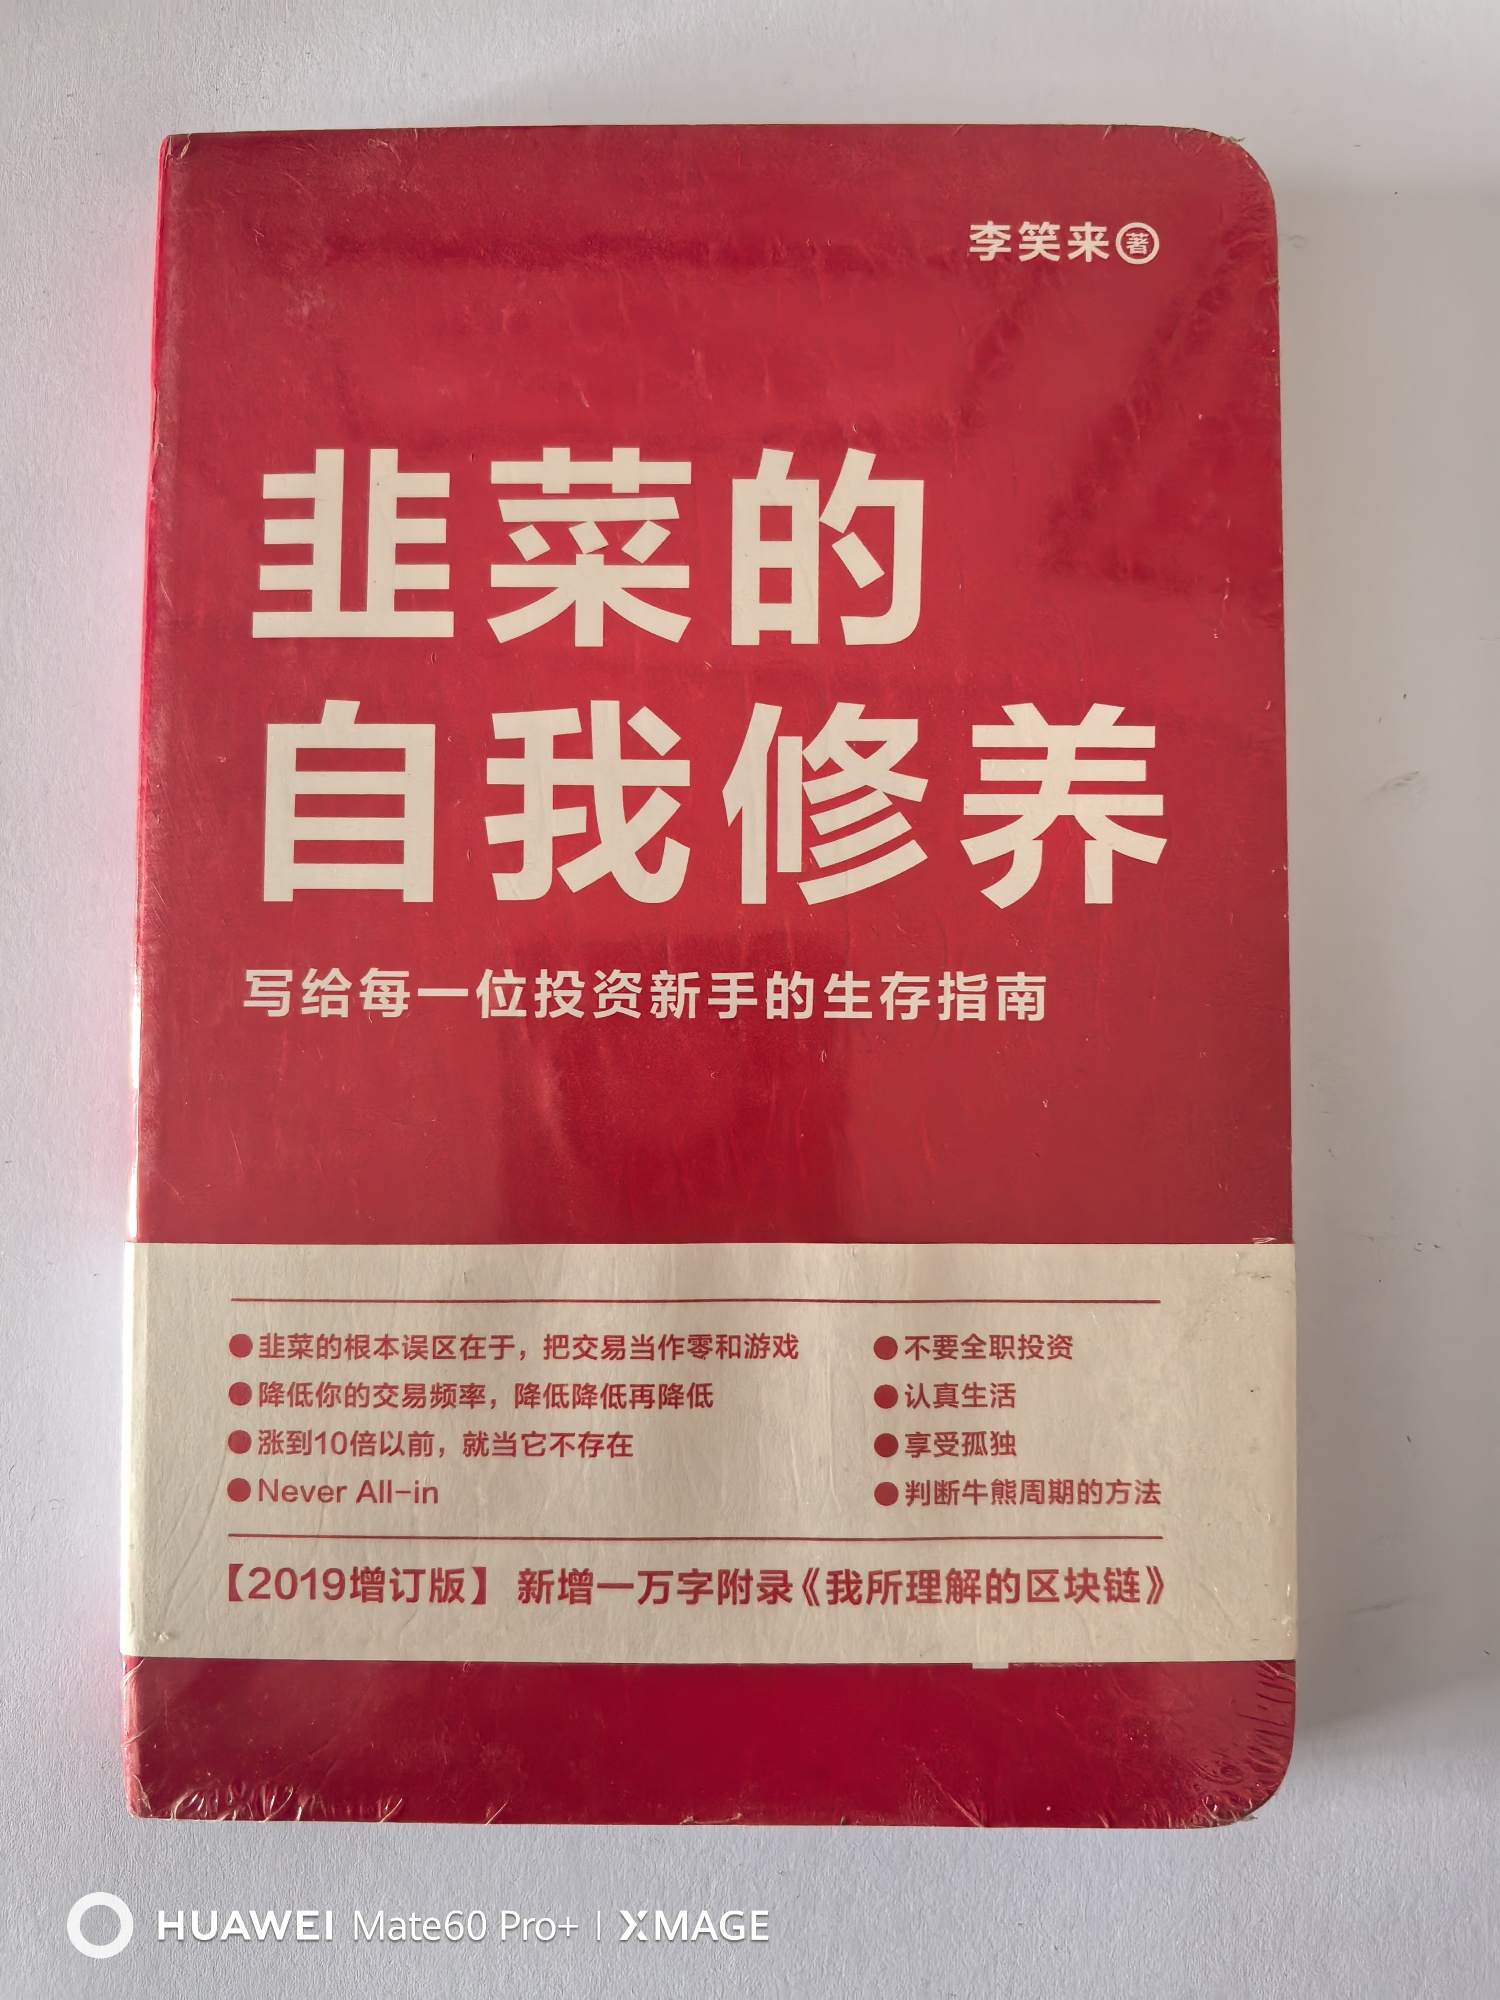 李笑来著
韭菜的
自我修养
写给每一位投资新手的生存指南
●韭菜的根本误区在于，把交易当作零和游戏
●降低你的交易频率，降低降低再降低
●涨到10倍以前，就当它不存在
●Never All-in
●不要全职投资
●认真生活
●享受孤独
●判断牛熊周期的方法
【2019增订版】 新增一万字附录《我所理解的区块链》
HUAWEI Mate60 Pro+ | XMAGE